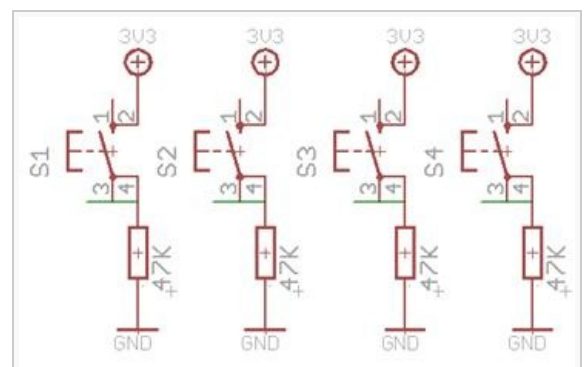 3V3 3V3 3V3 3V3
1 2 1 2 1 2 1 2
S1 S2 S3 S4
3 4 3 4 3 4 3 4
47K 47K 47K 47K
GND GND GND GND